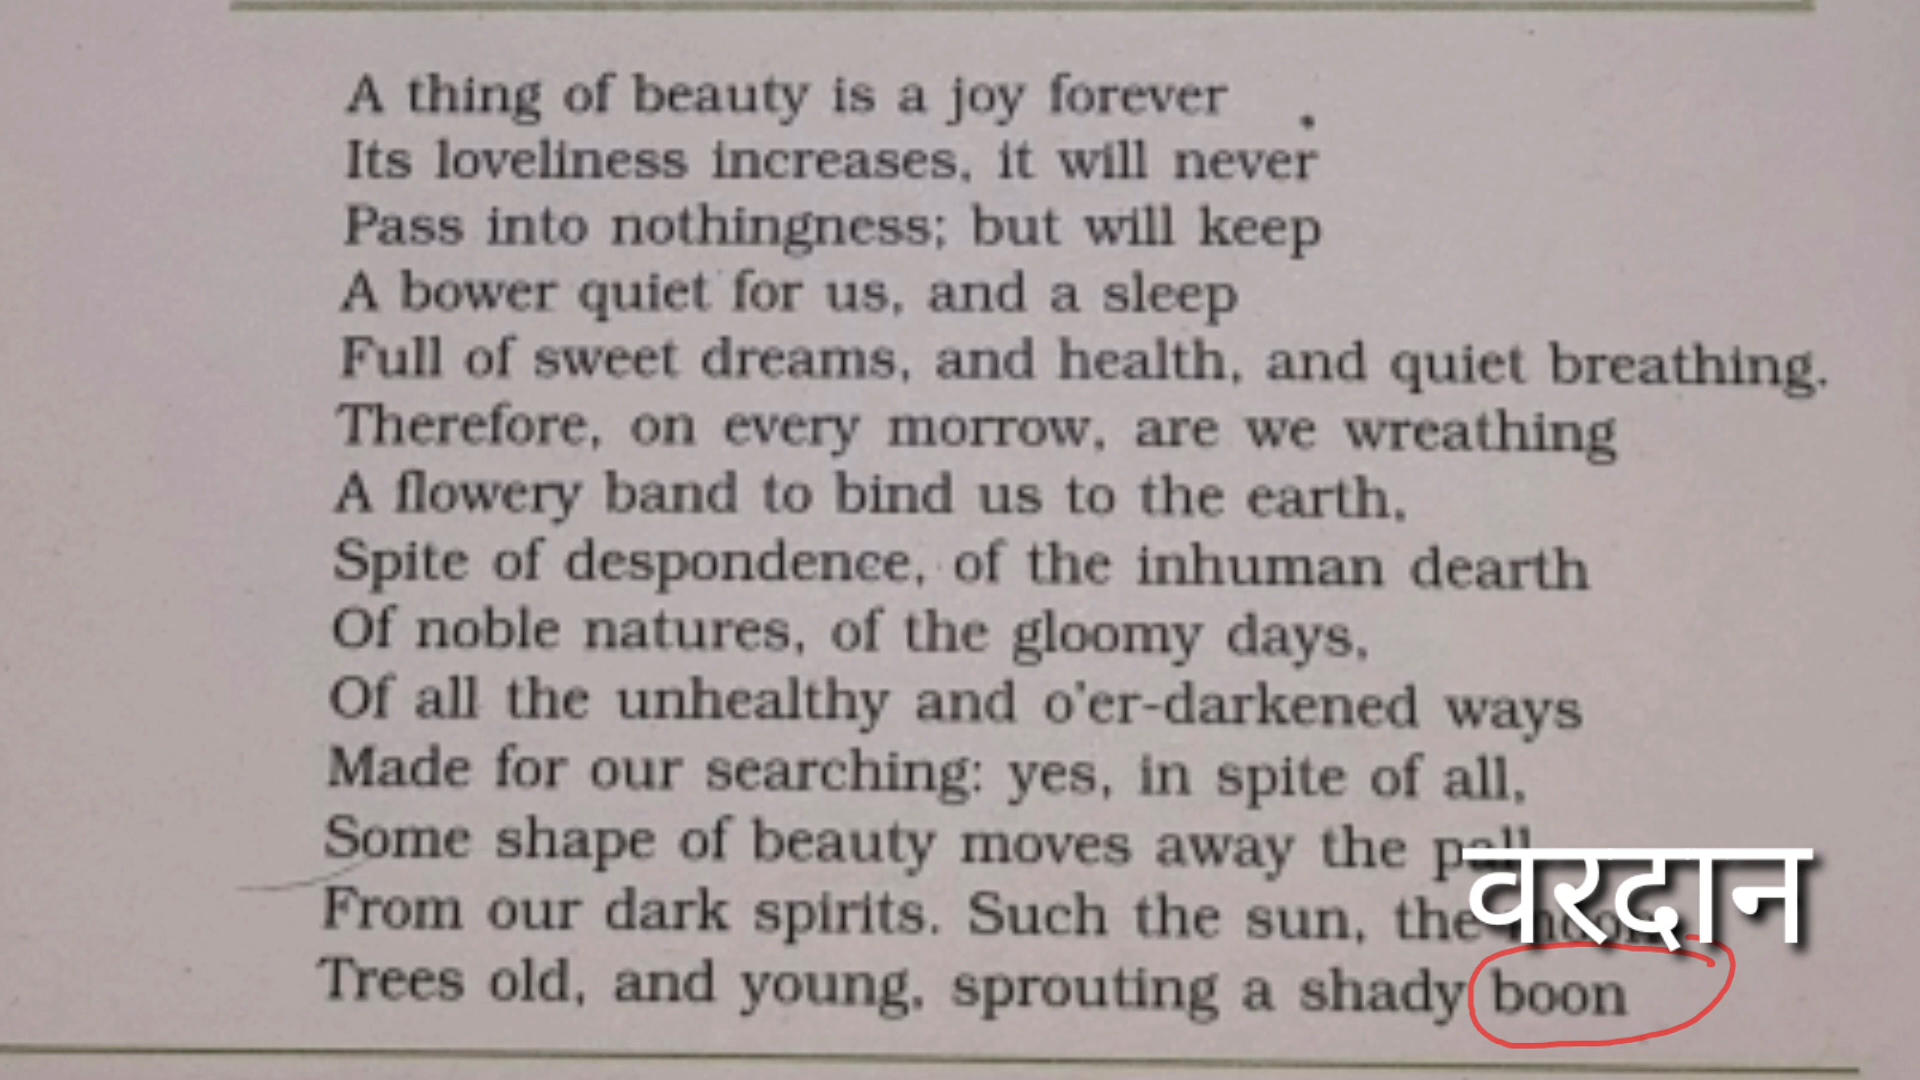 A thing of beauty is a joy forever
Its loveliness increases, it will never
Pass into nothingness; but will keep
A bower quiet for us, and a sleep
Full of sweet dreams, and health, and quiet breathing.
Therefore, on every morrow, are we wreathing
A flowery band to bind us to the earth,
Spite of despondence, of the inhuman dearth
Of noble natures, of the gloomy days,
Of all the unhealthy and o'er-darkened ways
Made for our searching: yes, in spite of all,
Some shape of beauty moves away the pall
From our dark spirits. Such the sun, the
वरदान
Trees old, and young, sprouting a shady boon